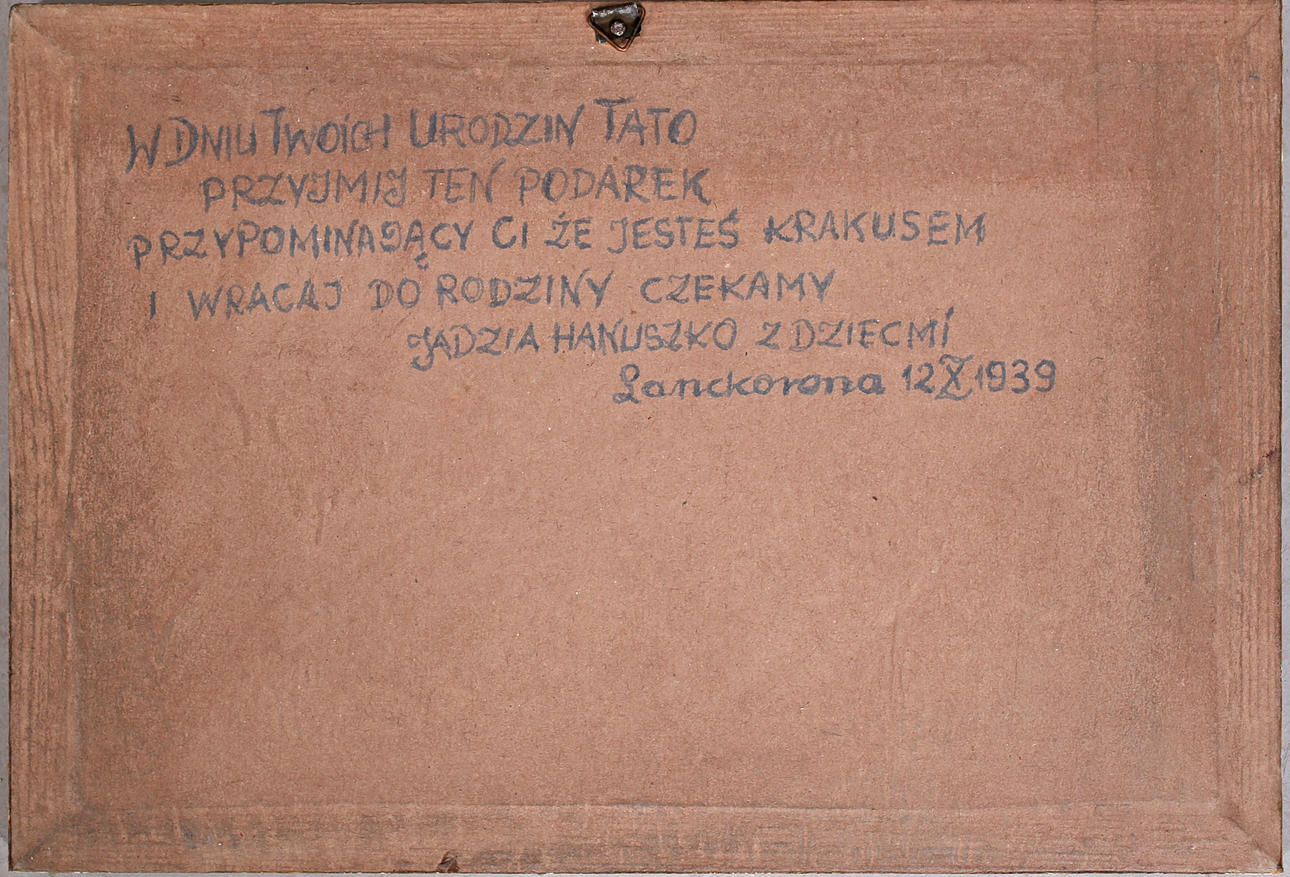 W DNIU TWOICH URODZIN TATO
PRZYJMIJ TEN PODAREK
PRZYPOMINAJĄCY CI ŻE JESTEŚ KRAKUSEM
I WRACAJ DO RODZINY CZEKAMY
JADZIA HANUSZKO Z DZIECMI
Lanckorona 12 X 1939